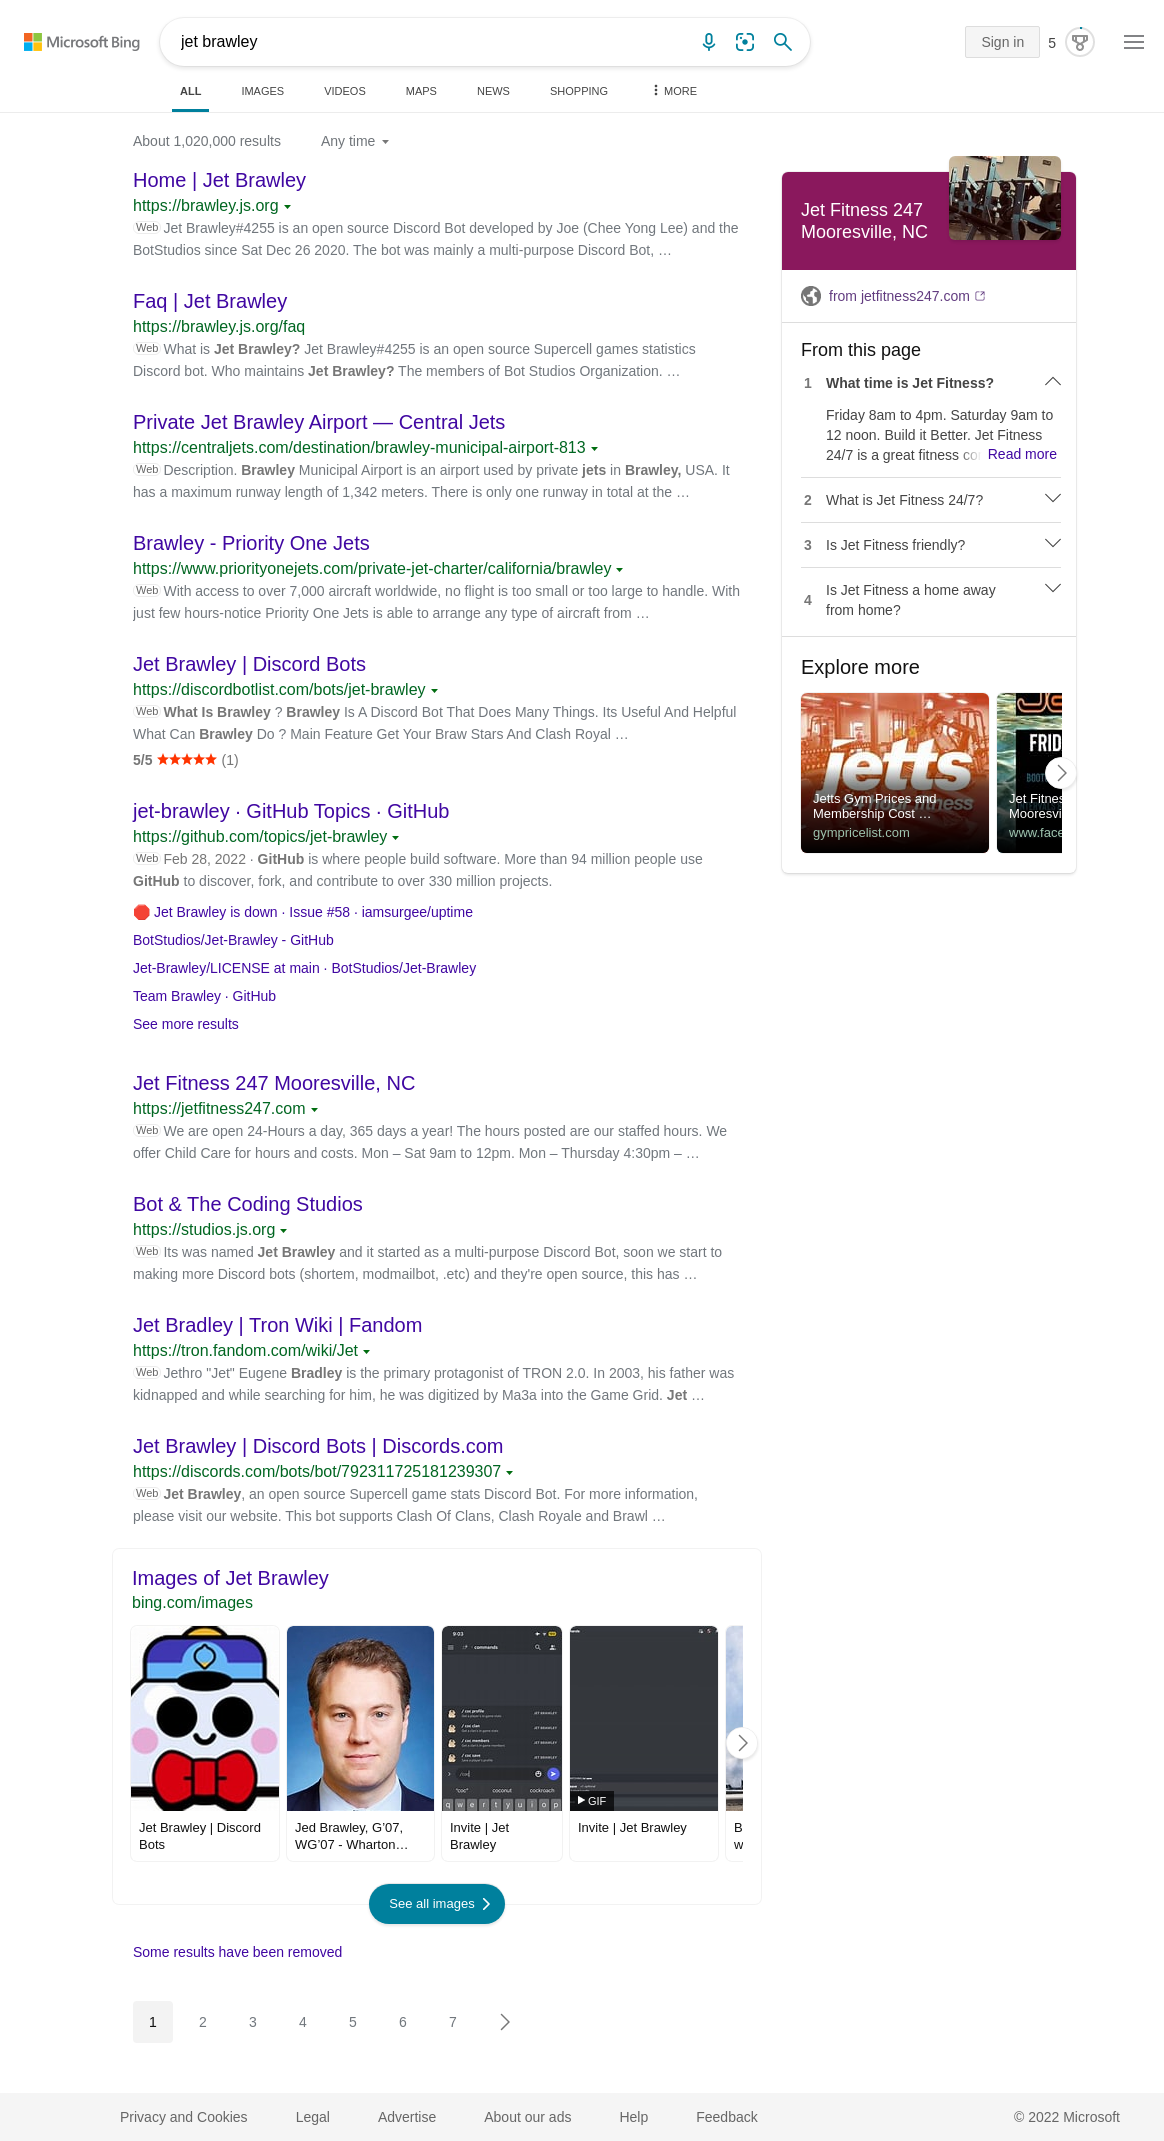 Microsoft Bing
jet brawley
Sign in
5
ALL
IMAGES
VIDEOS
MAPS
NEWS
SHOPPING
MORE
About 1,020,000 results
Any time
Home | Jet Brawley
https://brawley.js.org
Web Jet Brawley#4255 is an open source Discord Bot developed by Joe (Chee Yong Lee) and the
BotStudios since Sat Dec 26 2020. The bot was mainly a multi-purpose Discord Bot, …
Faq | Jet Brawley
https://brawley.js.org/faq
Web What is Jet Brawley? Jet Brawley#4255 is an open source Supercell games statistics
Discord bot. Who maintains Jet Brawley? The members of Bot Studios Organization. …
Private Jet Brawley Airport — Central Jets
https://centraljets.com/destination/brawley-municipal-airport-813
Web Description. Brawley Municipal Airport is an airport used by private jets in Brawley, USA. It
has a maximum runway length of 1,342 meters. There is only one runway in total at the …
Brawley - Priority One Jets
https://www.priorityonejets.com/private-jet-charter/california/brawley
Web With access to over 7,000 aircraft worldwide, no flight is too small or too large to handle. With
just few hours-notice Priority One Jets is able to arrange any type of aircraft from …
Jet Brawley | Discord Bots
https://discordbotlist.com/bots/jet-brawley
Web What Is Brawley ? Brawley Is A Discord Bot That Does Many Things. Its Useful And Helpful
What Can Brawley Do ? Main Feature Get Your Braw Stars And Clash Royal …
5/5 ★★★★★ (1)
jet-brawley · GitHub Topics · GitHub
https://github.com/topics/jet-brawley
Web Feb 28, 2022 · GitHub is where people build software. More than 94 million people use
GitHub to discover, fork, and contribute to over 330 million projects.
🛑 Jet Brawley is down · Issue #58 · iamsurgee/uptime
BotStudios/Jet-Brawley - GitHub
Jet-Brawley/LICENSE at main · BotStudios/Jet-Brawley
Team Brawley · GitHub
See more results
Jet Fitness 247 Mooresville, NC
https://jetfitness247.com
Web We are open 24-Hours a day, 365 days a year! The hours posted are our staffed hours. We
offer Child Care for hours and costs. Mon – Sat 9am to 12pm. Mon – Thursday 4:30pm – …
Bot & The Coding Studios
https://studios.js.org
Web Its was named Jet Brawley and it started as a multi-purpose Discord Bot, soon we start to
making more Discord bots (shortem, modmailbot, .etc) and they're open source, this has …
Jet Bradley | Tron Wiki | Fandom
https://tron.fandom.com/wiki/Jet
Web Jethro "Jet" Eugene Bradley is the primary protagonist of TRON 2.0. In 2003, his father was
kidnapped and while searching for him, he was digitized by Ma3a into the Game Grid. Jet …
Jet Brawley | Discord Bots | Discords.com
https://discords.com/bots/bot/792311725181239307
Web Jet Brawley, an open source Supercell game stats Discord Bot. For more information,
please visit our website. This bot supports Clash Of Clans, Clash Royale and Brawl …
Images of Jet Brawley
bing.com/images
9:03
commands
/ coc profile
JET BRAWLEY
/ coc clan
JET BRAWLEY
/ coc members
JET BRAWLEY
/ coc save
JET BRAWLEY
/coc
"coc" coconut cockroach
q w e r t y u i o p
GIF
Jet Brawley | Discord
Bots
Jed Brawley, G'07,
WG'07 - Wharton…
Invite | Jet
Brawley
Invite | Jet Brawley
B
w
See all images
Some results have been removed
1 2 3 4 5 6 7
Jet Fitness 247
Mooresville, NC
from jetfitness247.com
From this page
1 What time is Jet Fitness?
Friday 8am to 4pm. Saturday 9am to
12 noon. Build it Better. Jet Fitness
24/7 is a great fitness co Read more
2 What is Jet Fitness 24/7?
3 Is Jet Fitness friendly?
4 Is Jet Fitness a home away
from home?
Explore more
jetts
24 hour fitness
Jetts Gym Prices and
Membership Cost …
gympricelist.com
FRID
BOOT
Jet Fitnes
Mooresvi
www.face
Privacy and Cookies
Legal
Advertise
About our ads
Help
Feedback
© 2022 Microsoft